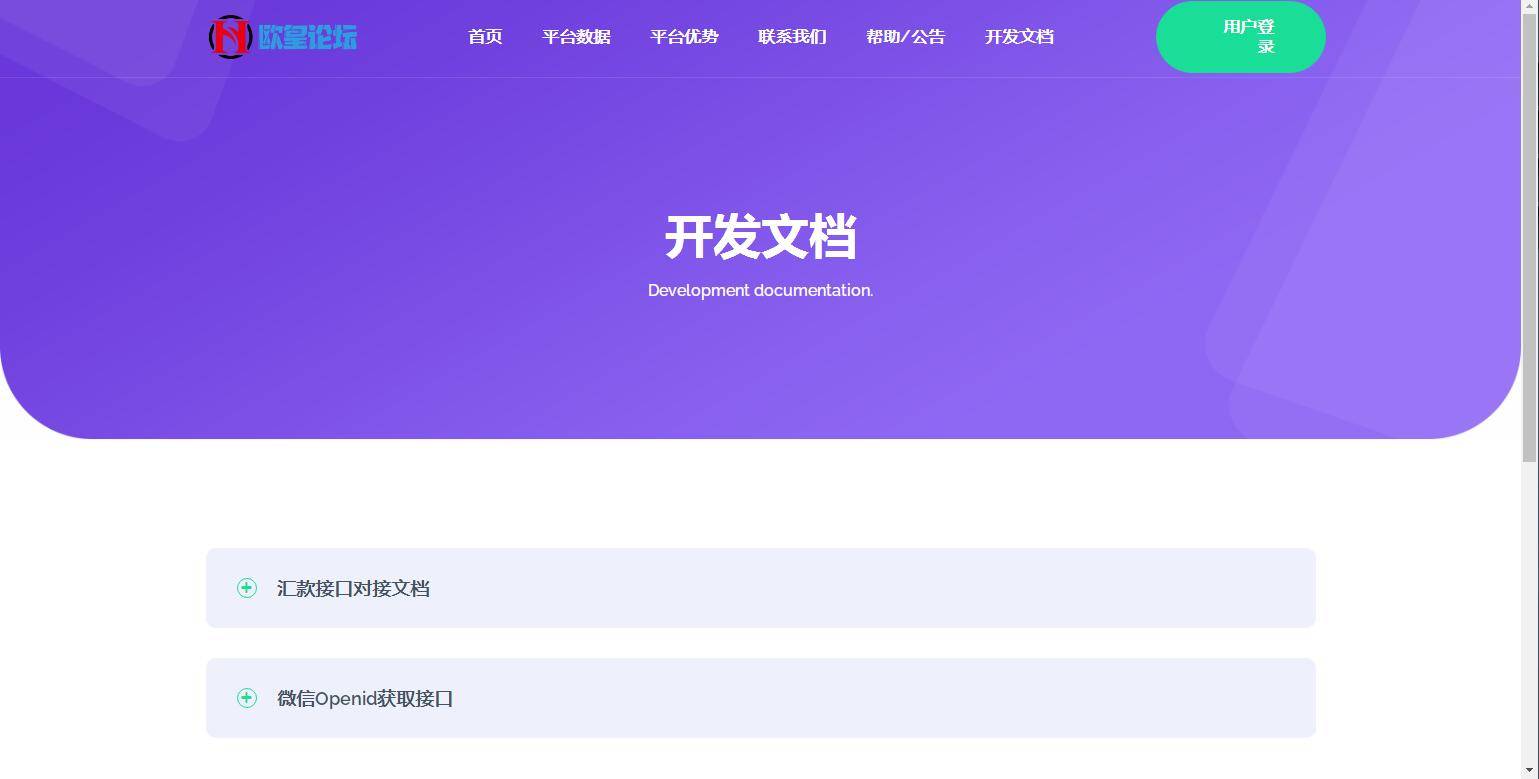 欧皇论坛
首页 平台数据 平台优势 联系我们 帮助/公告 开发文档
用户登
录
开发文档
Development documentation.
汇款接口对接文档
微信Openid获取接口